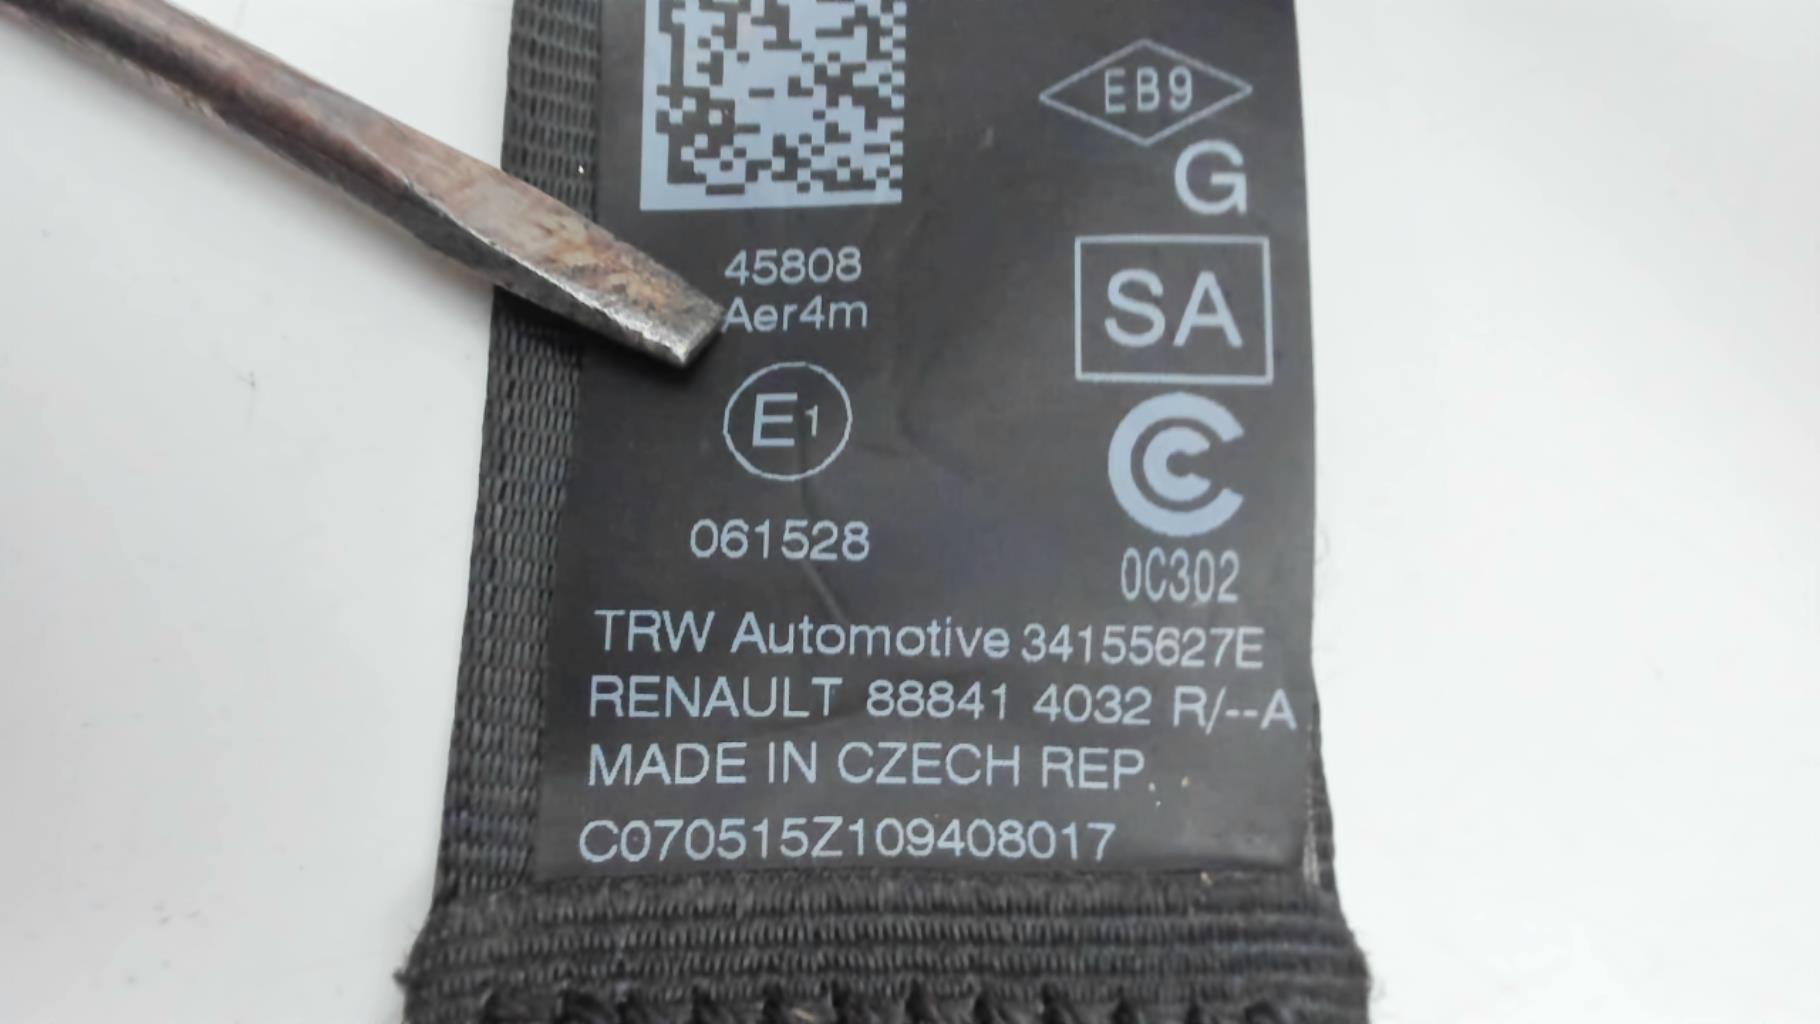 EB9
G
45808
Aer4m
SA
E1
061528
0C302
TRW Automotive 34155627E
RENAULT 88841 4032 R/--A
MADE IN CZECH REP.
C070515Z109408017